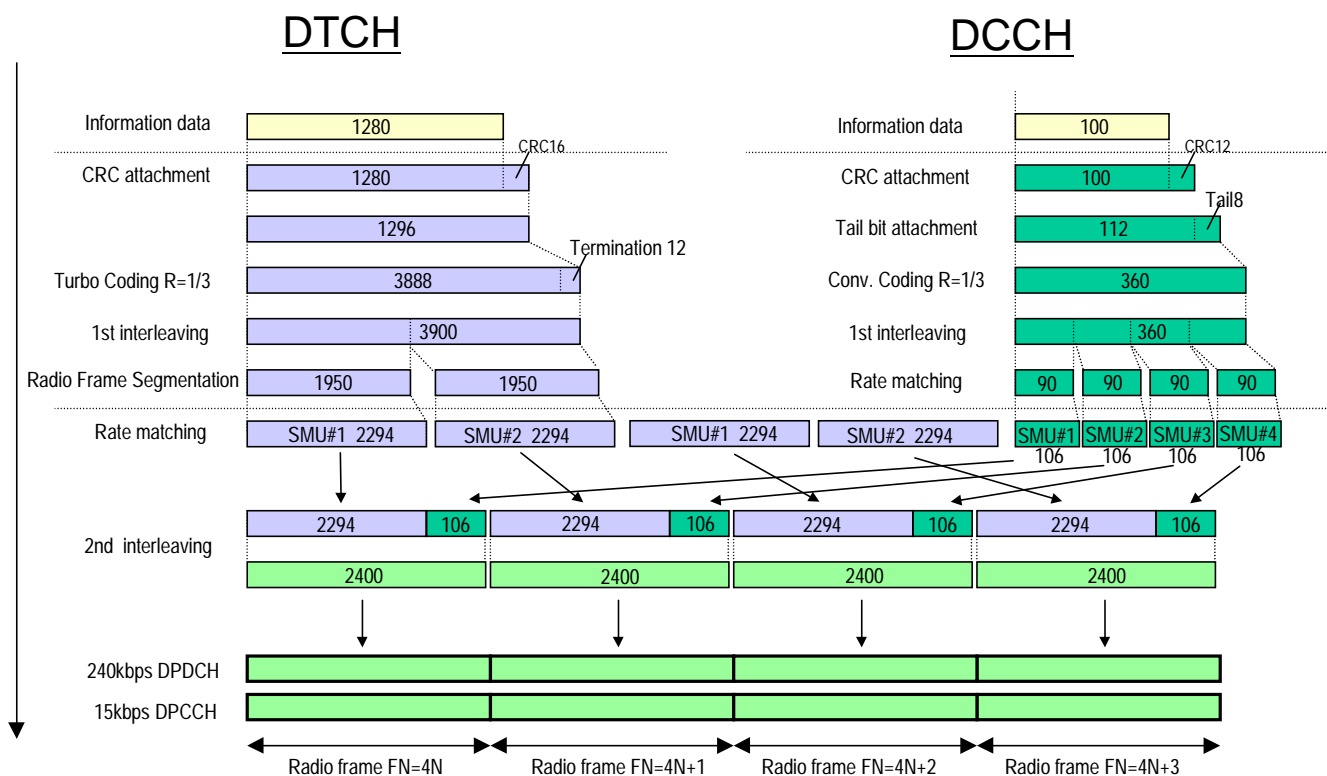 DTCH
DCCH
Information data
1280
Information data
100
CRC16
CRC12
CRC attachment
1280
CRC attachment
100
Tail8
1296
Tail bit attachment
112
Termination 12
Turbo Coding R=1/3
3888
Conv. Coding R=1/3
360
1st interleaving
3900
1st interleaving
360
Radio Frame Segmentation
1950
1950
Rate matching
90
90
90
90
Rate matching
SMU#1 2294
SMU#2 2294
SMU#1 2294
SMU#2 2294
SMU#1
SMU#2
SMU#3
SMU#4
106
106
106
106
2294
106
2294
106
2294
106
2294
106
2nd interleaving
2400
2400
2400
2400
240kbps DPDCH
15kbps DPCCH
Radio frame FN=4N
Radio frame FN=4N+1
Radio frame FN=4N+2
Radio frame FN=4N+3